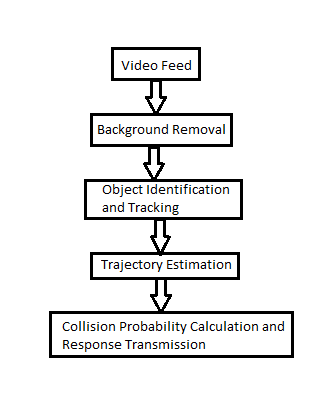 Video Feed
Background Removal
Object Identification
and Tracking
Trajectory Estimation
Collision Probability Calculation and
Response Transmission